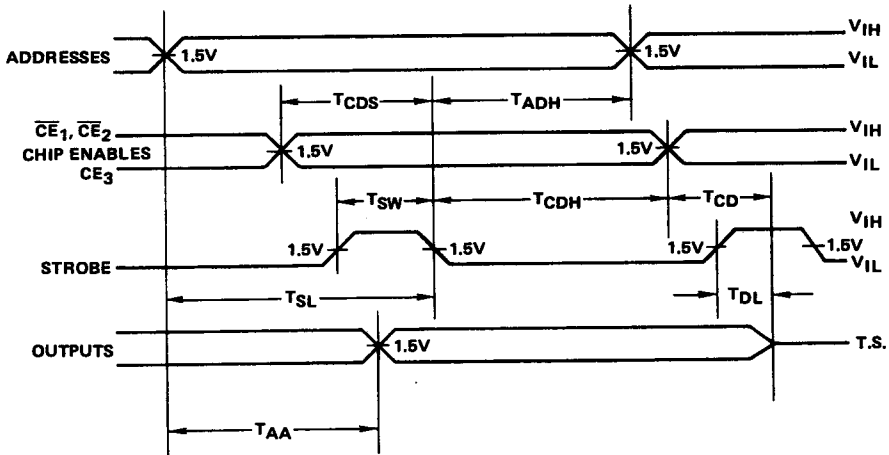 ADDRESSES 1.5V 1.5V VIH
VIL
TCDS TADH
C̅E̅1, C̅E̅2
CHIP ENABLES
CE3
1.5V 1.5V VIH
VIL
TSW TCDH TCD
STROBE 1.5V 1.5V 1.5V 1.5V VIH
VIL
TSL TDL
OUTPUTS 1.5V T.S.
TAA